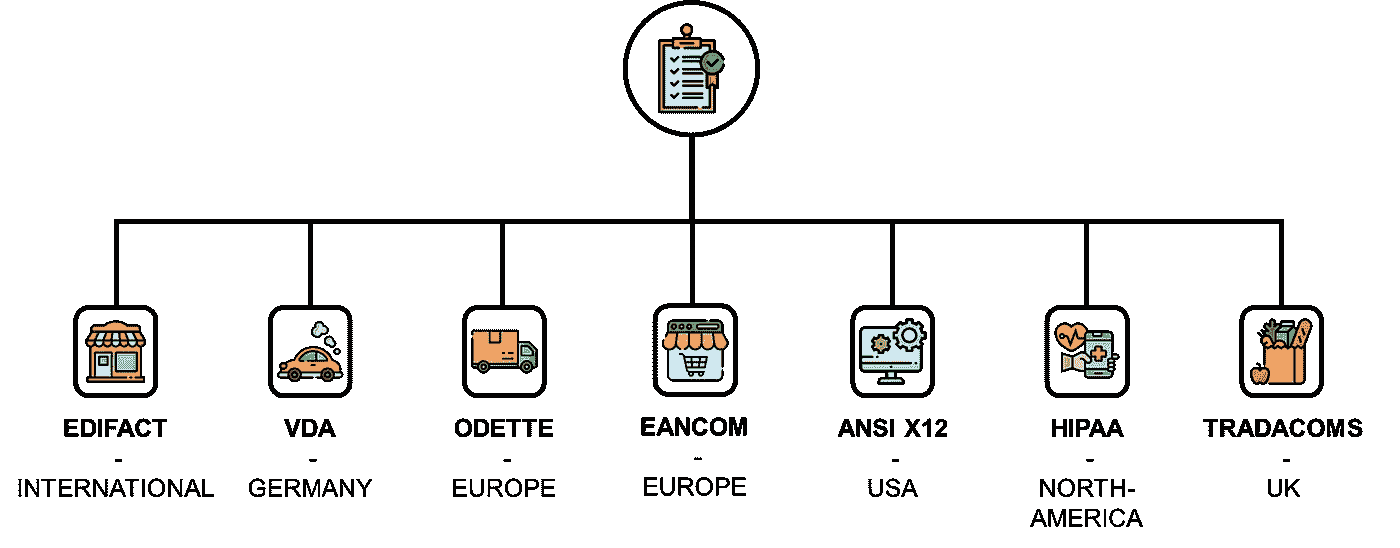 EDIFACT
-
INTERNATIONAL
VDA
-
GERMANY
ODETTE
-
EUROPE
EANCOM
-
EUROPE
ANSI X12
-
USA
HIPAA
-
NORTH-
AMERICA
TRADACOMS
-
UK